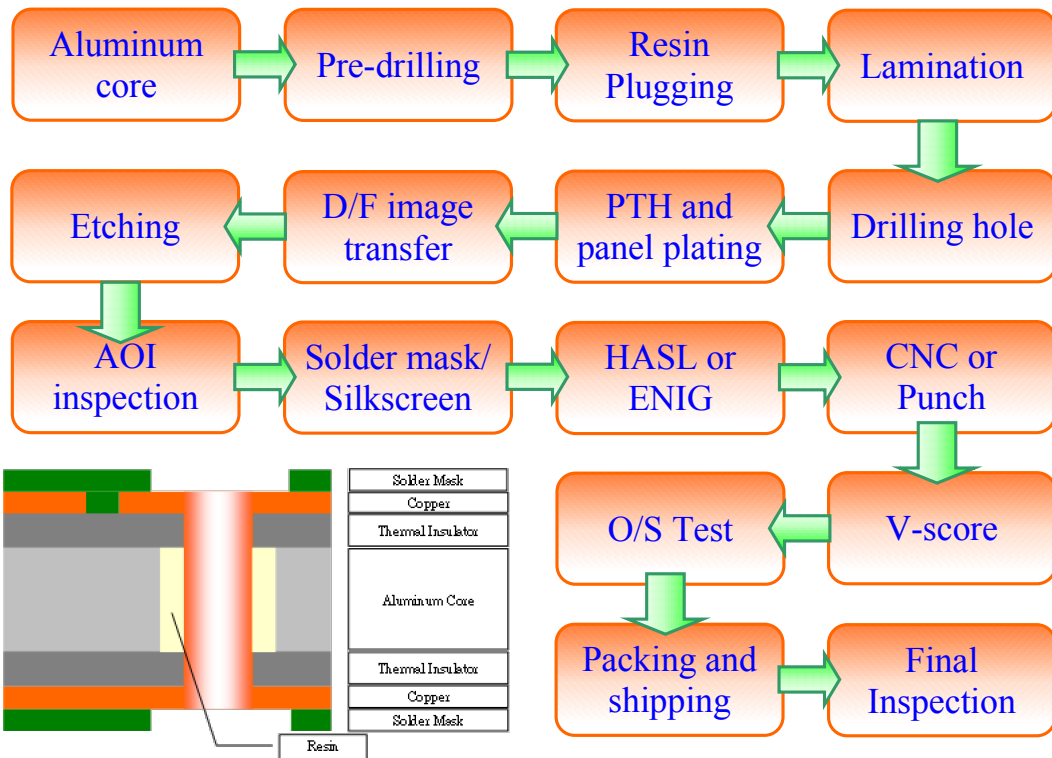 Aluminum
core
Pre-drilling
Resin
Plugging
Lamination
Drilling hole
PTH and
panel plating
D/F image
transfer
Etching
AOI
inspection
Solder mask/
Silkscreen
HASL or
ENIG
CNC or
Punch
V-score
O/S Test
Packing and
shipping
Final
Inspection
Solder Mask
Copper
Thermal Insulator
Aluminum Core
Thermal Insulator
Copper
Solder Mask
Resin